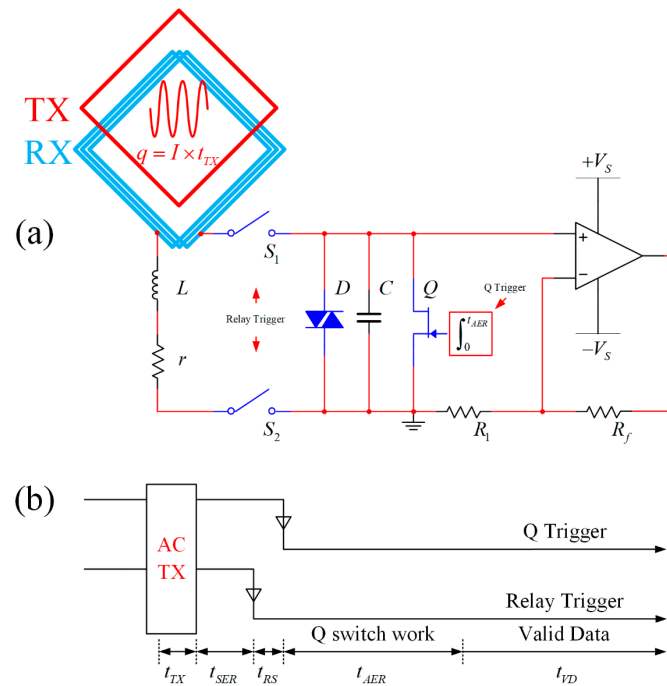 TX
RX
q = I × t_TX
(a)
+V_S
S_1
+
−
L
D
C
Q
Q Trigger
Relay Trigger
∫_0^{t_AER}
−V_S
r
S_2
R_1
R_f
(b)
AC
TX
Q Trigger
Relay Trigger
Q switch work
Valid Data
t_TX t_SER t_RS t_AER t_VD